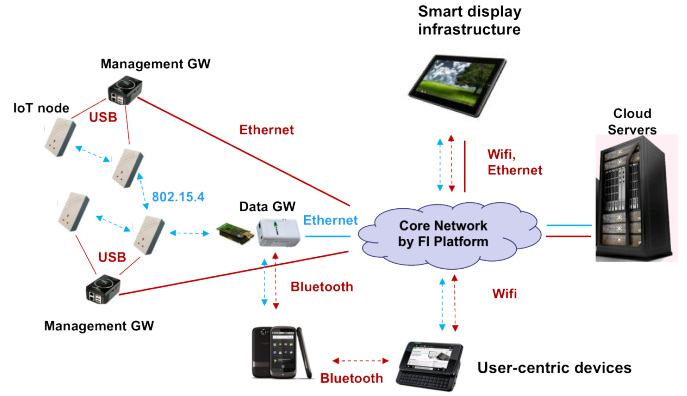 Smart display
infrastructure
Management GW
IoT node
USB
Ethernet
Cloud
Servers
Wifi,
Ethernet
802.15.4
Data GW
Ethernet
Core Network
by FI Platform
USB
Bluetooth
Wifi
Management GW
User-centric devices
Bluetooth